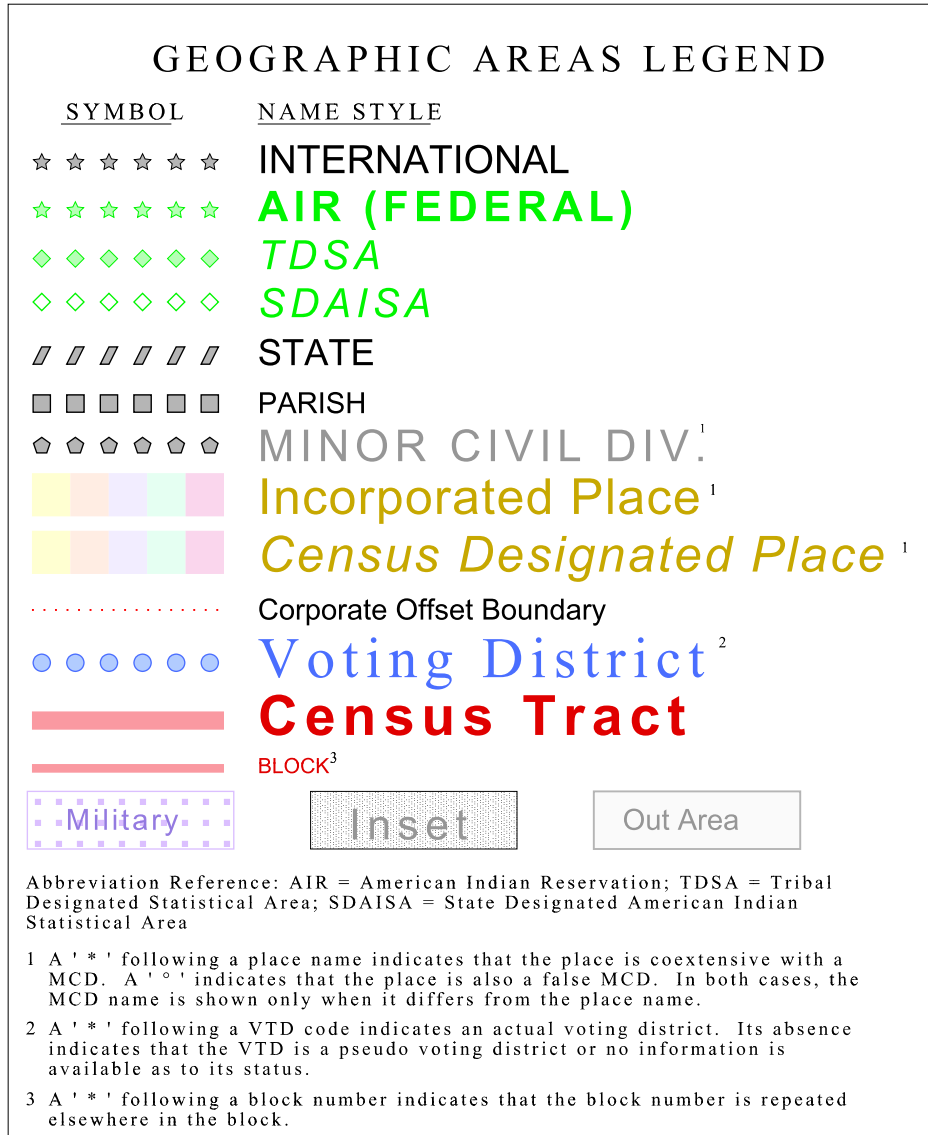 GEOGRAPHIC AREAS LEGEND
SYMBOL NAME STYLE
INTERNATIONAL
AIR (FEDERAL)
TDSA
SDAISA
STATE
PARISH
MINOR CIVIL DIV.¹
Incorporated Place ¹
Census Designated Place ¹
Corporate Offset Boundary
Voting District ²
Census Tract
BLOCK³
Military Inset Out Area
Abbreviation Reference: AIR = American Indian Reservation; TDSA = Tribal
Designated Statistical Area; SDAISA = State Designated American Indian
Statistical Area
1 A ' * ' following a place name indicates that the place is coextensive with a
MCD. A ' ° ' indicates that the place is also a false MCD. In both cases, the
MCD name is shown only when it differs from the place name.
2 A ' * ' following a VTD code indicates an actual voting district. Its absence
indicates that the VTD is a pseudo voting district or no information is
available as to its status.
3 A ' * ' following a block number indicates that the block number is repeated
elsewhere in the block.